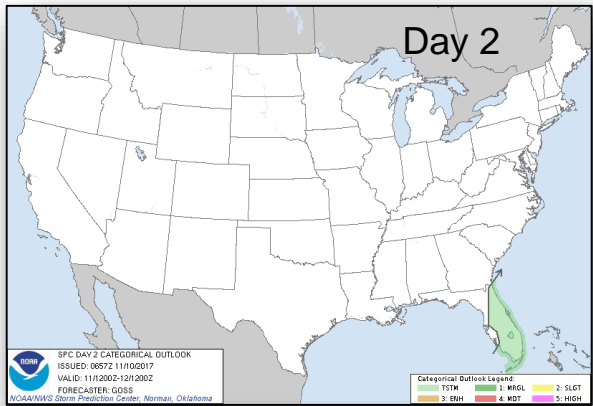 Day 2
SPC DAY 2 CATEGORICAL OUTLOOK
ISSUED: 0657Z 11/10/2017
VALID: 11/1200Z-12/1200Z
FORECASTER: GOSS
NOAA/NWS Storm Prediction Center, Norman, Oklahoma
NOAA
Categorical Outlook Legend:
TSTM 1: MRGL 2: SLGT
3: ENH 4: MDT 5: HIGH